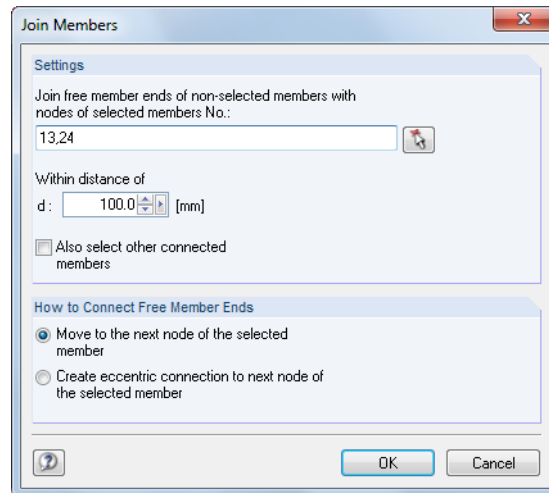 Join Members
Settings
Join free member ends of non-selected members with
nodes of selected members No.:
13,24
Within distance of
d : 100.0 [mm]
Also select other connected
members
How to Connect Free Member Ends
Move to the next node of the selected
member
Create eccentric connection to next node of
the selected member
OK Cancel